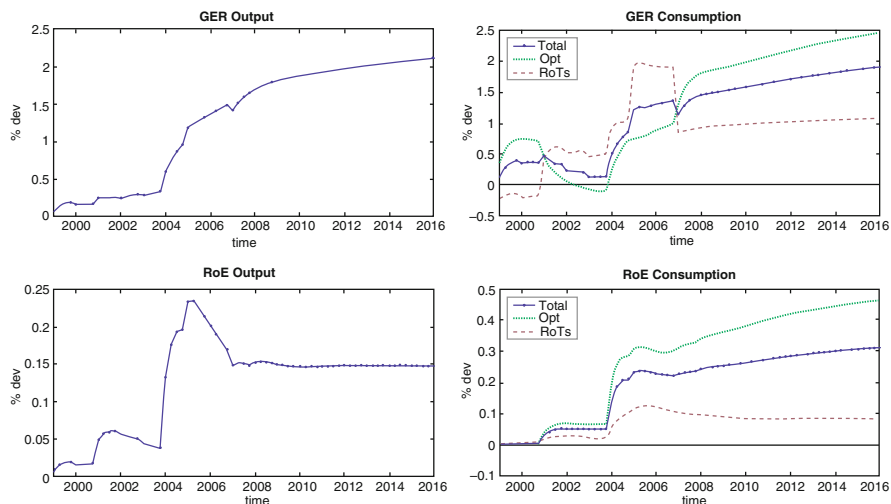 GER Output
% dev
2.5
2
1.5
1
0.5
0
2000 2002 2004 2006 2008 2010 2012 2014 2016
time
GER Consumption
Total
Opt
RoTs
% dev
2.5
2.0
1.5
1.0
0.5
0
−0.5
2000 2002 2004 2006 2008 2010 2012 2014 2016
time
RoE Output
% dev
0.25
0.2
0.15
0.1
0.05
0
2000 2002 2004 2006 2008 2010 2012 2014 2016
time
RoE Consumption
Total
Opt
RoTs
% dev
0.5
0.4
0.3
0.2
0.1
0
−0.1
2000 2002 2004 2006 2008 2010 2012 2014 2016
time